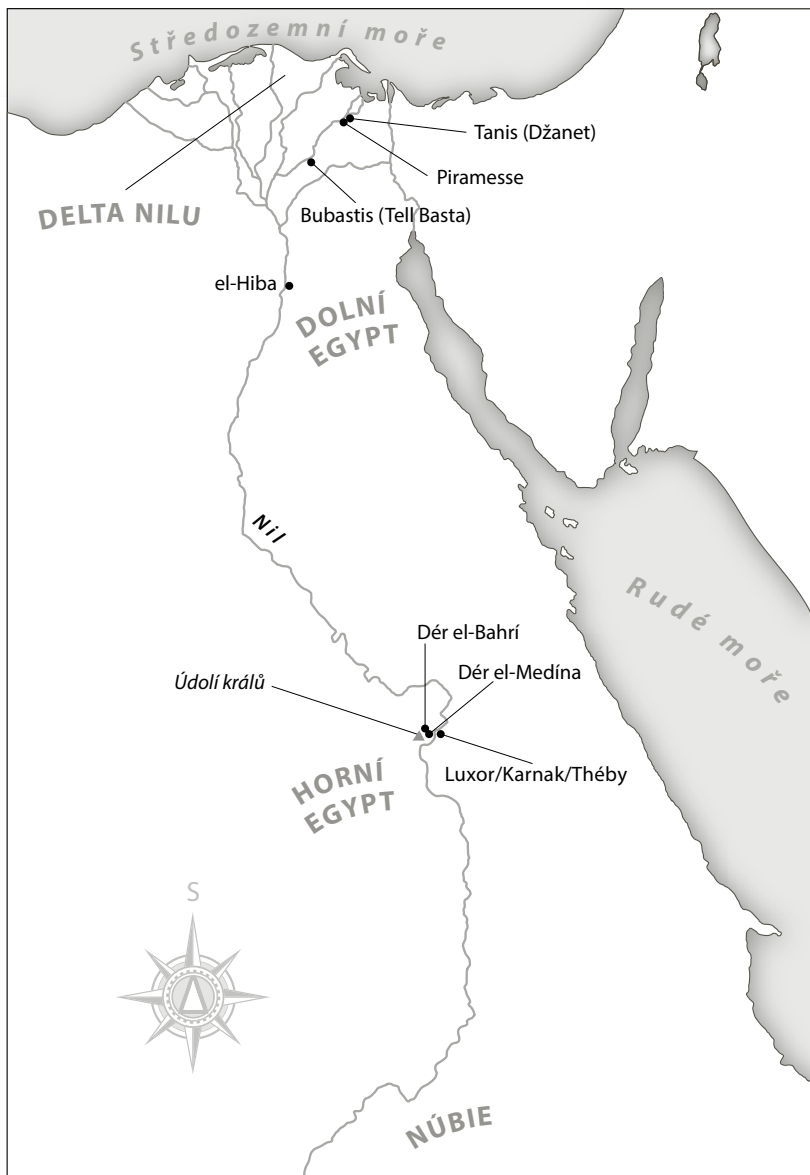 Středozemní moře
Tanis (Džanet)
Piramesse
DELTA NILU
Bubastis (Tell Basta)
el-Hiba
DOLNÍ
EGYPT
Nil
Rudé moře
Dér el-Bahrí
Dér el-Medína
Údolí králů
Luxor/Karnak/Théby
HORNÍ
EGYPT
S
NÚBIE